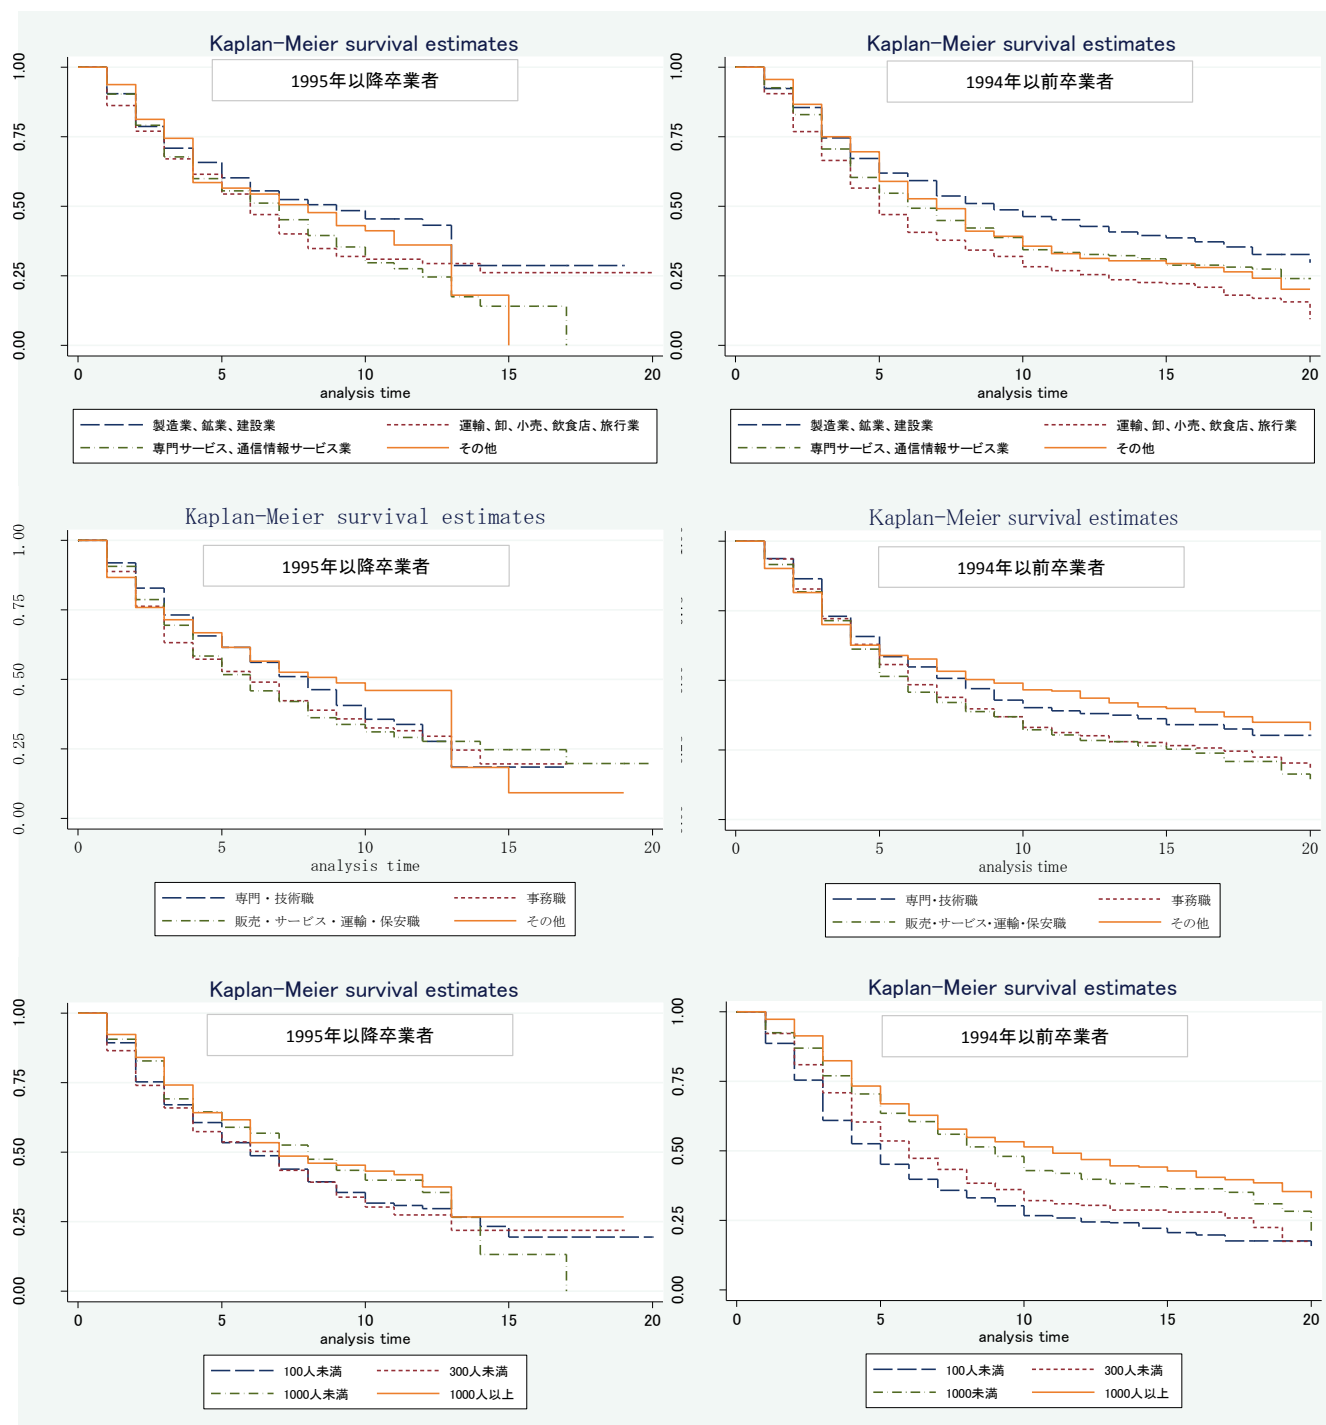 Kaplan-Meier survival estimates
1995年以降卒業者
1.00
0.75
0.50
0.25
0.00
0 5 10 15 20
analysis time
製造業、鉱業、建設業 運輸、卸、小売、飲食店、旅行業
専門サービス、通信情報サービス業 その他
Kaplan-Meier survival estimates
1994年以前卒業者
1.00
0.75
0.50
0.25
0.00
0 5 10 15 20
analysis time
製造業、鉱業、建設業 運輸、卸、小売、飲食店、旅行業
専門サービス、通信情報サービス業 その他
Kaplan-Meier survival estimates
1995年以降卒業者
1.00
0.75
0.50
0.25
0.00
0 5 10 15 20
analysis time
専門・技術職 事務職
販売・サービス・運輸・保安職 その他
Kaplan-Meier survival estimates
1994年以前卒業者
0 5 10 15 20
analysis time
専門・技術職 事務職
販売・サービス・運輸・保安職 その他
Kaplan-Meier survival estimates
1995年以降卒業者
1.00
0.75
0.50
0.25
0.00
0 5 10 15 20
analysis time
100人未満 300人未満
1000人未満 1000人以上
Kaplan-Meier survival estimates
1994年以前卒業者
1.00
0.75
0.50
0.25
0.00
0 5 10 15 20
analysis time
100人未満 300人未満
1000未満 1000人以上